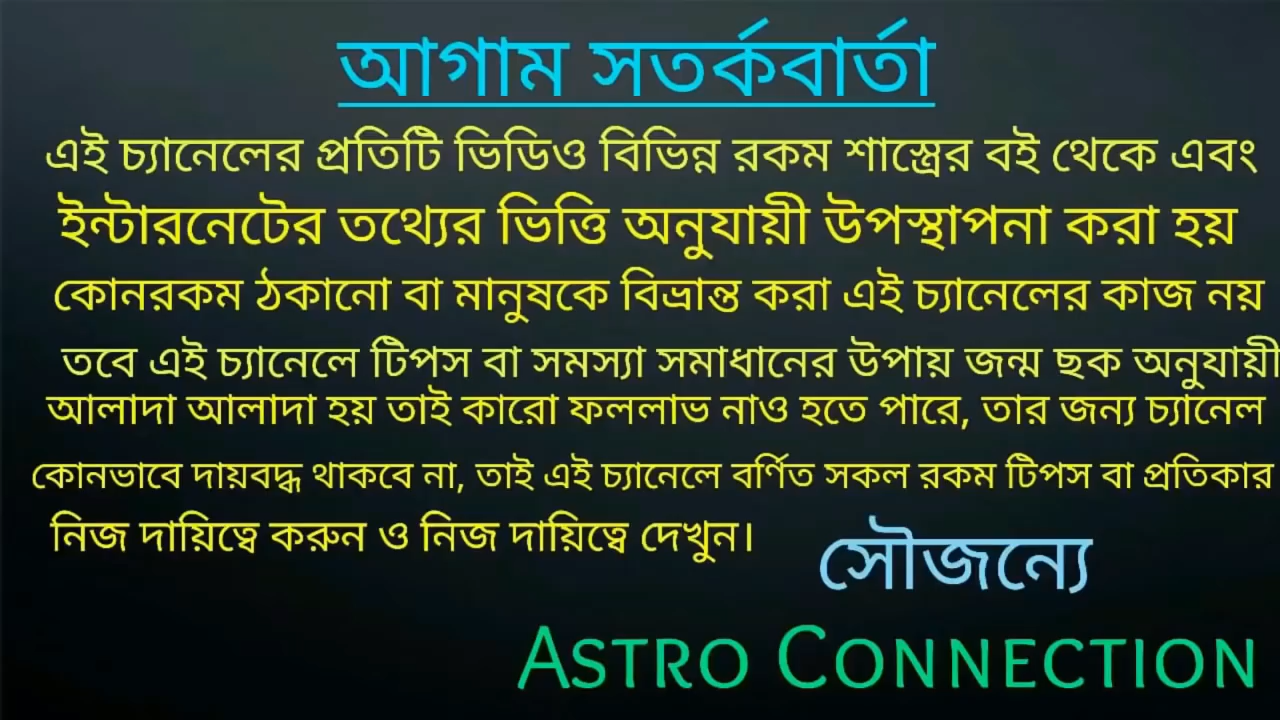 আগাম সতর্কবার্তা
এই চ্যানেলের প্রতিটি ভিডিও বিভিন্ন রকম শাস্ত্রের বই থেকে এবং
ইন্টারনেটের তথ্যের ভিত্তি অনুযায়ী উপস্থাপনা করা হয়
কোনরকম ঠকানো বা মানুষকে বিভ্রান্ত করা এই চ্যানেলের কাজ নয়
তবে এই চ্যানেলে টিপস বা সমস্যা সমাধানের উপায় জন্ম ছক অনুযায়ী
আলাদা আলাদা হয় তাই কারো ফললাভ নাও হতে পারে, তার জন্য চ্যানেল
কোনভাবে দায়বদ্ধ থাকবে না, তাই এই চ্যানেলে বর্ণিত সকল রকম টিপস বা প্রতিকার
নিজ দায়িত্বে করুন ও নিজ দায়িত্বে দেখুন।
সৌজন্যে
ASTRO CONNECTION